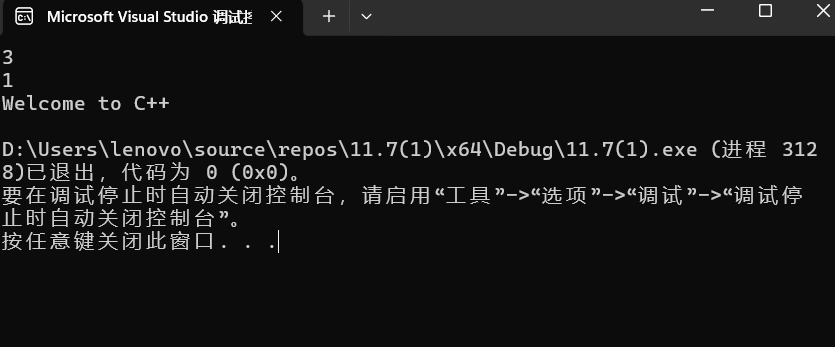 Microsoft Visual Studio 调试
3
1
Welcome to C++
D:\Users\lenovo\source\repos\11.7(1)\x64\Debug\11.7(1).exe (进程 312
8)已退出，代码为 0 (0x0)。
要在调试停止时自动关闭控制台，请启用“工具”->“选项”->“调试”->“调试停
止时自动关闭控制台”。
按任意键关闭此窗口. . .